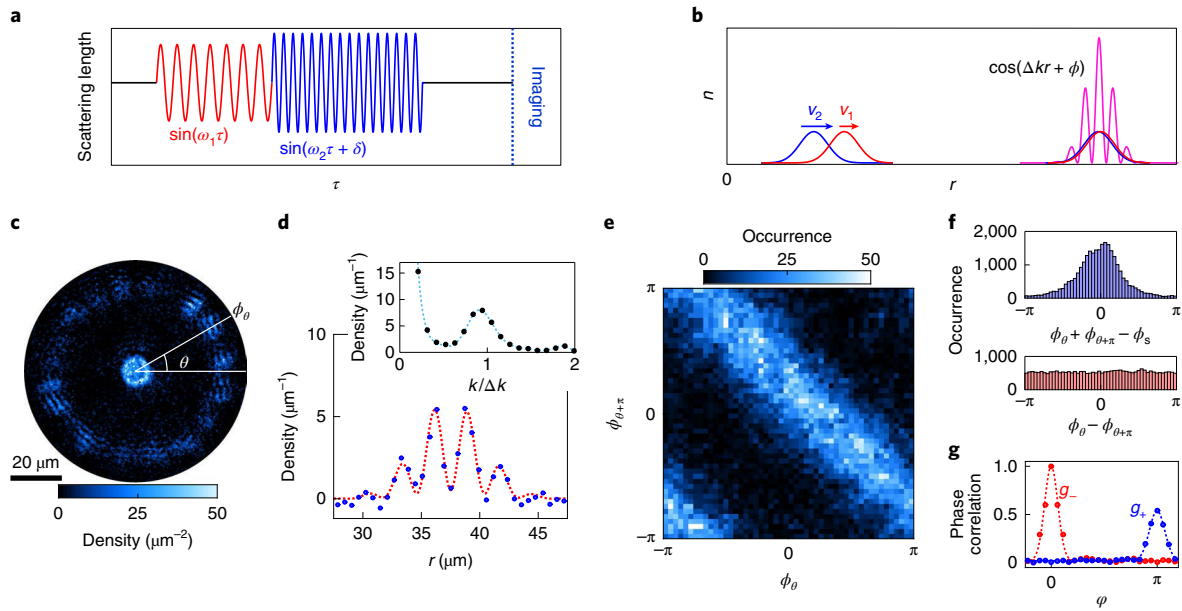 a
Scattering length
sin(ω₁τ)
sin(ω₂τ + δ)
Imaging
τ
b
n
v₂
v₁
cos(Δkr + ϕ)
0
r
c
ϕθ
θ
20 μm
0 25 50
Density (μm⁻²)
d
Density (μm⁻¹)
15
10
5
0
0 1 2
k/Δk
Density (μm⁻¹)
10
5
0
30 35 40 45
r (μm)
e
Occurrence
0 25 50
π
0
−π
ϕθ+π
−π 0 π
ϕθ
f
Occurrence
2,000
1,000
0
−π 0 π
ϕθ + ϕθ+π − ϕs
1,000
0
−π 0 π
ϕθ − ϕθ+π
g
Phase
correlation
1.0
0.5
0
g₋
g₊
0 π
φ